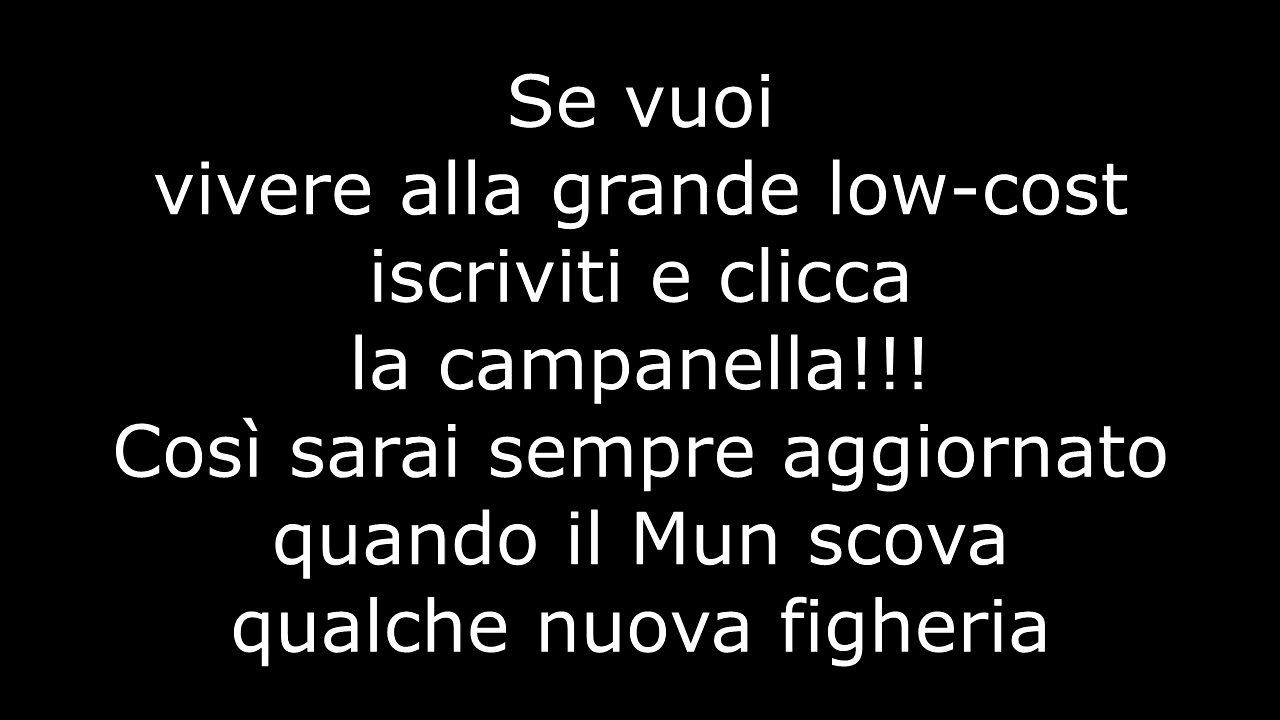 Se vuoi
vivere alla grande low-cost
iscriviti e clicca
la campanella!!!
Così sarai sempre aggiornato
quando il Mun scova
qualche nuova figheria